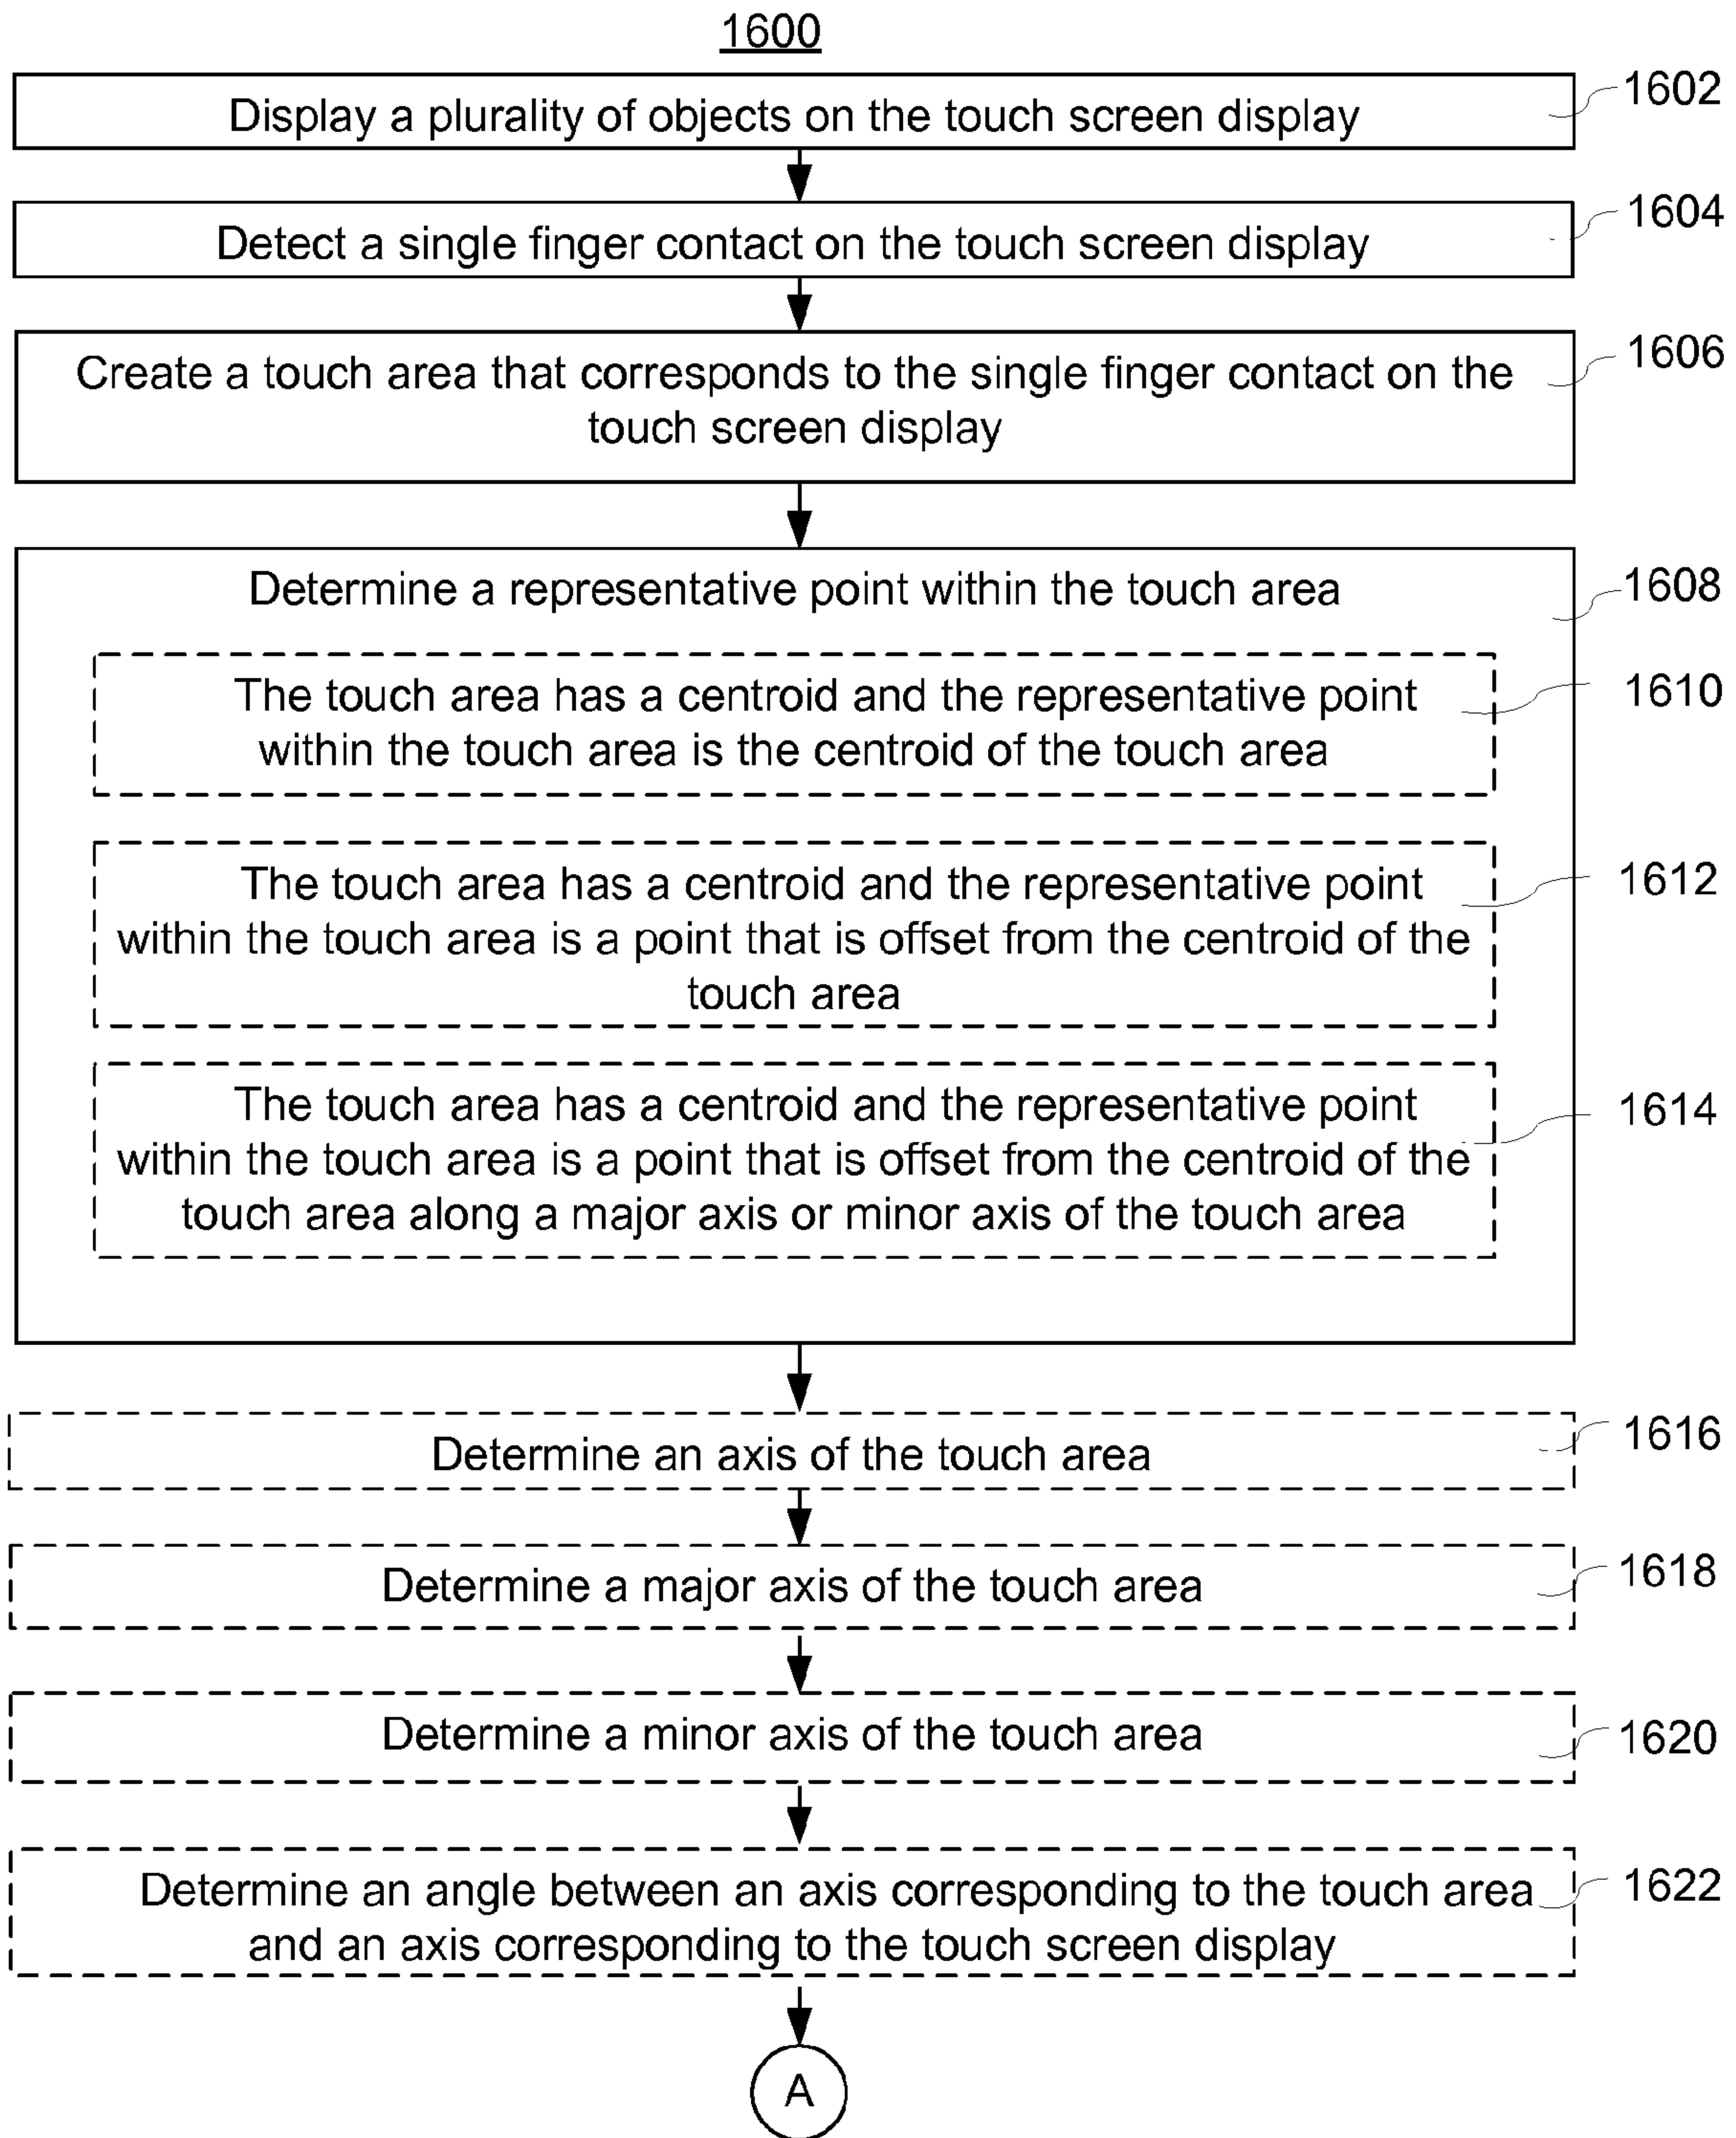 1600
Display a plurality of objects on the touch screen display
1602
Detect a single finger contact on the touch screen display
1604
Create a touch area that corresponds to the single finger contact on the
touch screen display
1606
Determine a representative point within the touch area
1608
The touch area has a centroid and the representative point
within the touch area is the centroid of the touch area
1610
The touch area has a centroid and the representative point
within the touch area is a point that is offset from the centroid of the
touch area
1612
The touch area has a centroid and the representative point
within the touch area is a point that is offset from the centroid of the
touch area along a major axis or minor axis of the touch area
1614
Determine an axis of the touch area
1616
Determine a major axis of the touch area
1618
Determine a minor axis of the touch area
1620
Determine an angle between an axis corresponding to the touch area
and an axis corresponding to the touch screen display
1622
A